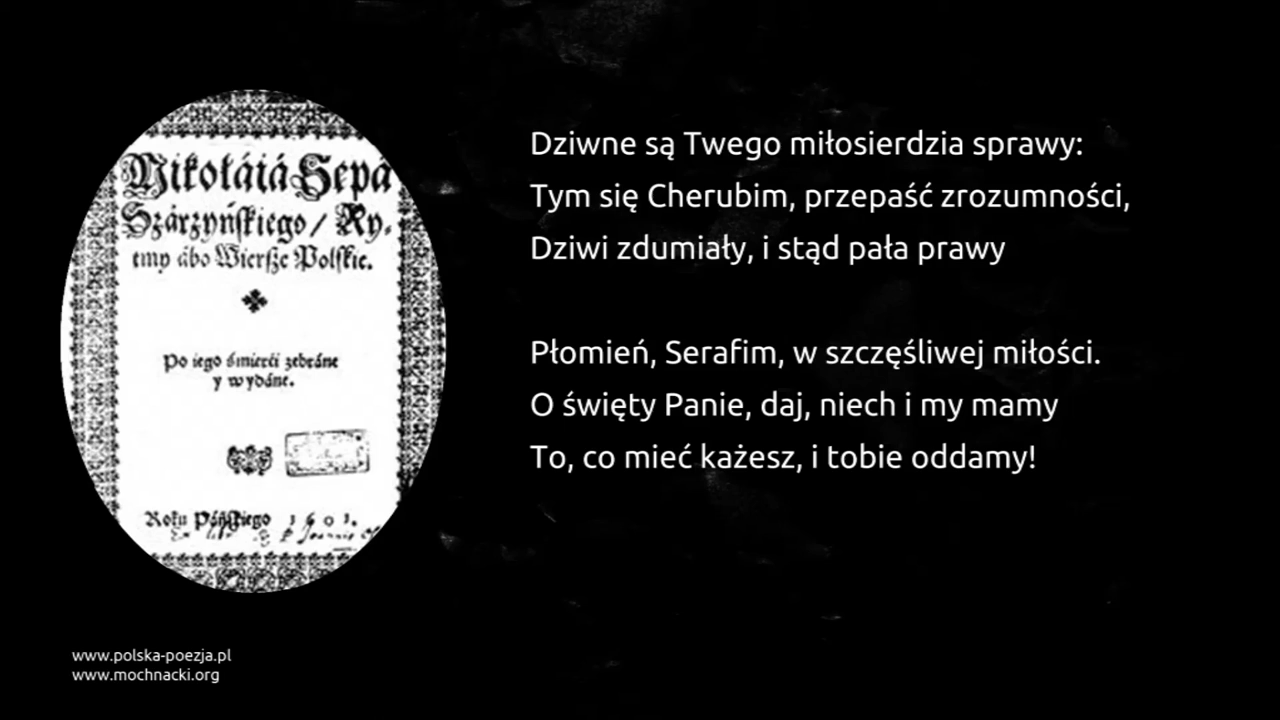 Mikołáiá Sępá
Szárzyńſkiego / Ry-
tmy ábo Wierſze Polſkie.
Po iego śmierći zebráne
y wydáne.
Roku Páńſkiego 1601.
Dziwne są Twego miłosierdzia sprawy:
Tym się Cherubim, przepaść zrozumności,
Dziwi zdumiały, i stąd pała prawy
Płomień, Serafim, w szczęśliwej miłości.
O święty Panie, daj, niech i my mamy
To, co mieć każesz, i tobie oddamy!
www.polska-poezja.pl
www.mochnacki.org